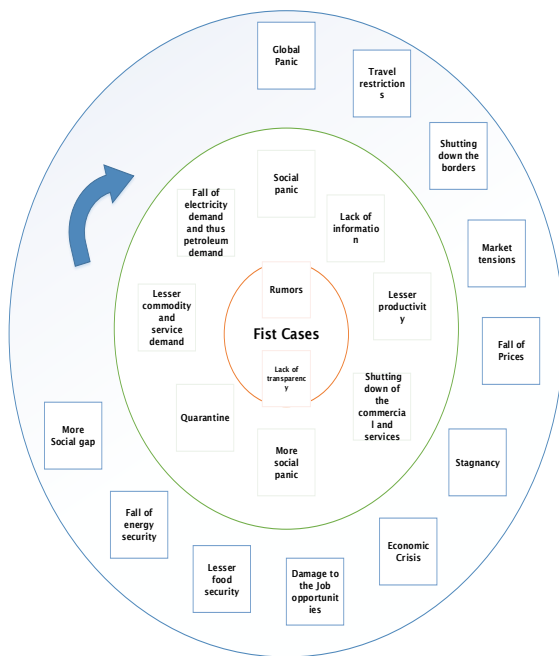 Global
Panic
Travel
restriction
s
Shutting
down the
borders
Market
tensions
Fall of
Prices
Stagnancy
Economic
Crisis
Damage to
the Job
opportunit
ies
Lesser food
security
Fall of
energy
security
More
Social gap
Social
panic
Lack of
informatio
n
Lesser
productivit
y
Shutting
down of
the
commercia
l and
services
More
social
panic
Quarantine
Lesser
commodity
and
service
demand
Fall of
electricity
demand
and thus
petroleum
demand
Rumors
Fist Cases
Lack of
transparen
cy